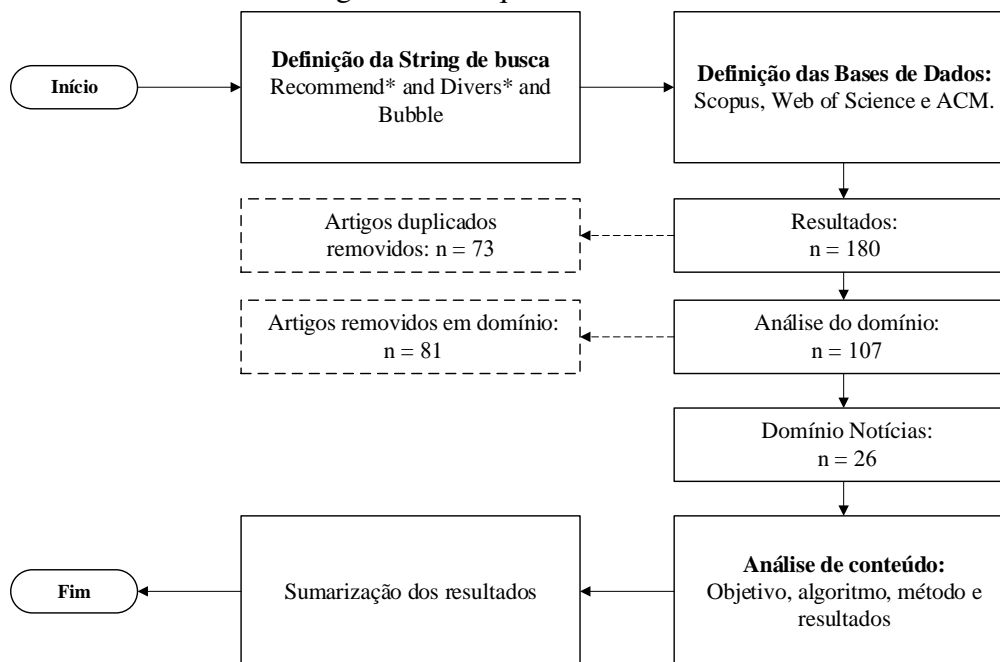 Início
Definição da String de busca
Recommend* and Divers* and
Bubble
Definição das Bases de Dados:
Scopus, Web of Science e ACM.
Artigos duplicados
removidos: n = 73
Resultados:
n = 180
Artigos removidos em domínio:
n = 81
Análise do domínio:
n = 107
Domínio Notícias:
n = 26
Fim
Sumarização dos resultados
Análise de conteúdo:
Objetivo, algoritmo, método e
resultados